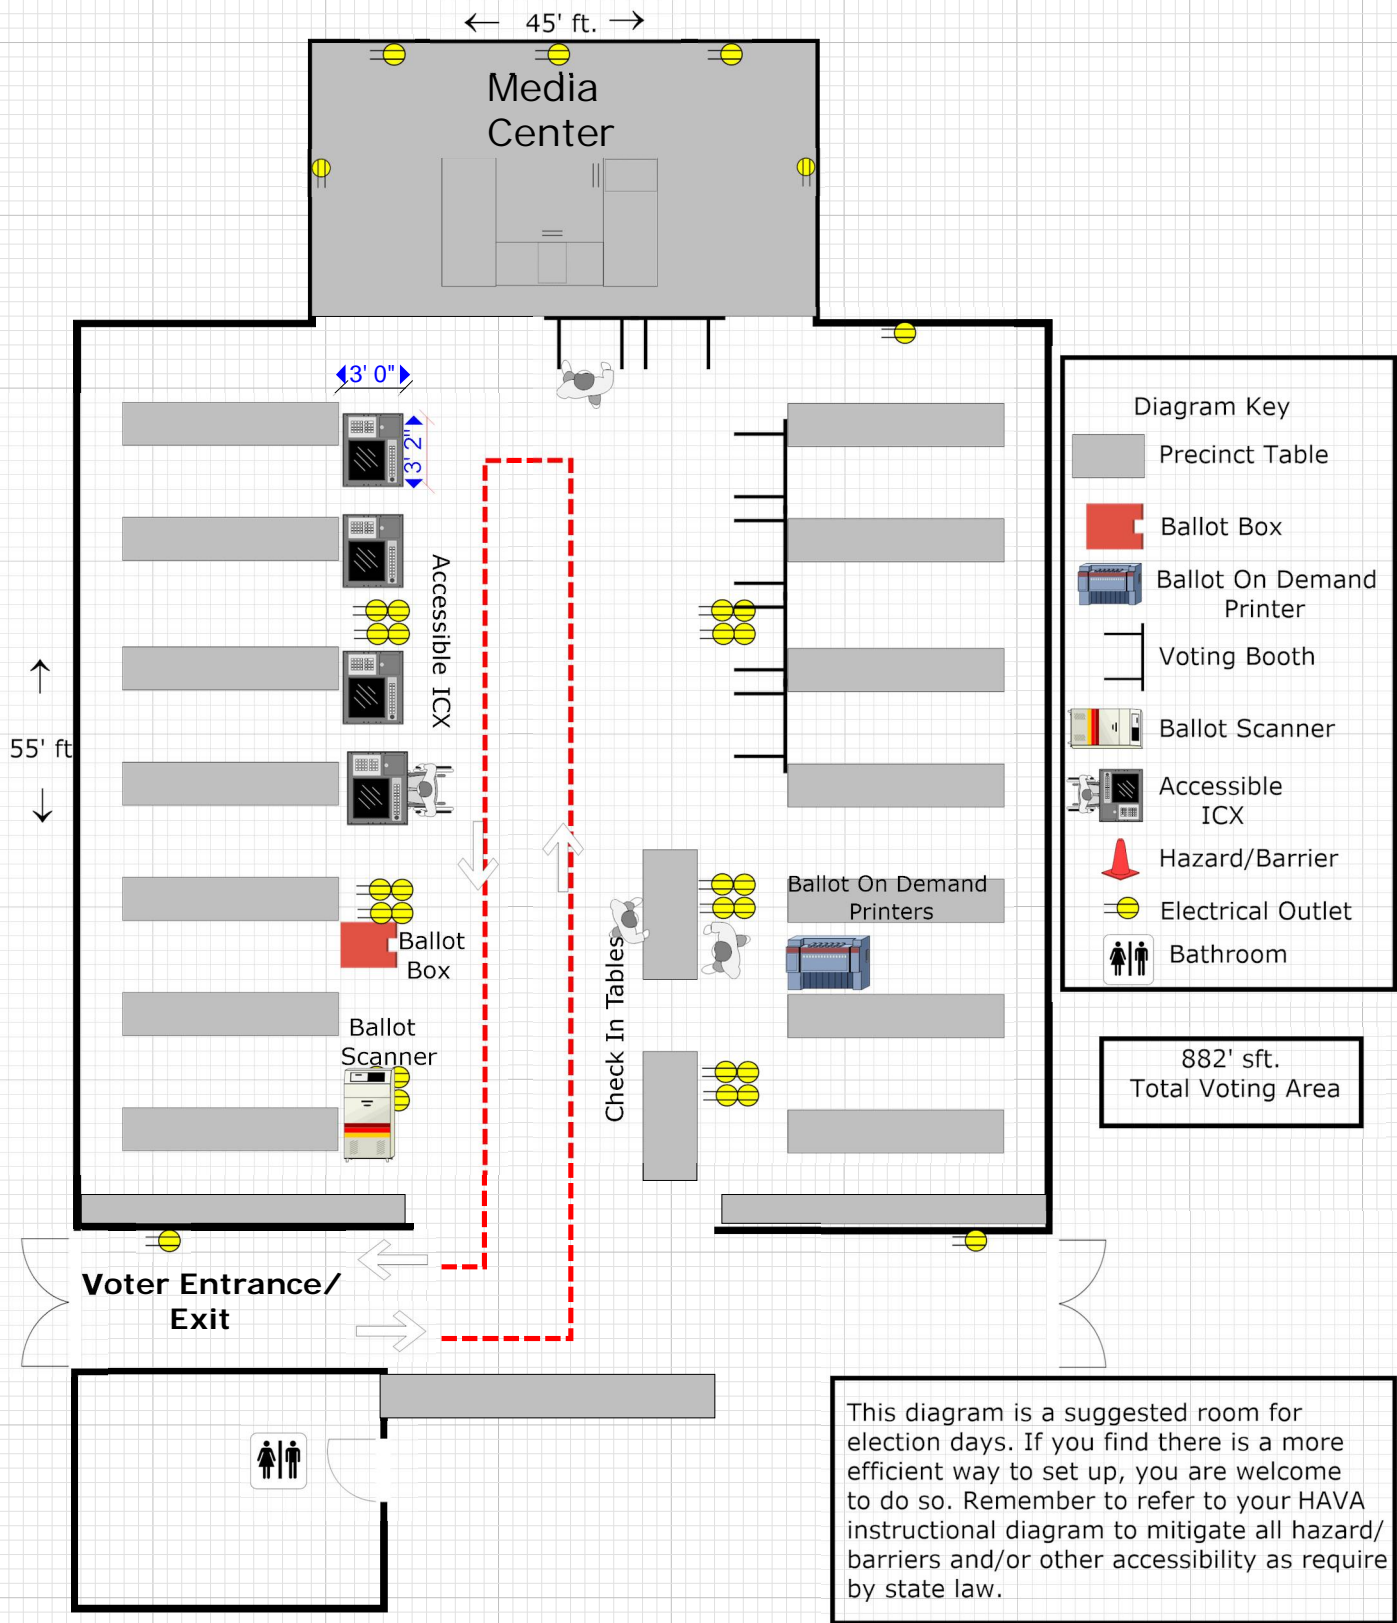 45' ft.
Media
Center
3' 0"
3' 2"
Accessible ICX
55' ft
Ballot
Box
Ballot
Scanner
Check In Tables
Ballot On Demand
Printers
Voter Entrance/
Exit
Diagram Key
Precinct Table
Ballot Box
Ballot On Demand
Printer
Voting Booth
Ballot Scanner
Accessible
ICX
Hazard/Barrier
Electrical Outlet
Bathroom
882' sft.
Total Voting Area
This diagram is a suggested room for
election days. If you find there is a more
efficient way to set up, you are welcome
to do so. Remember to refer to your HAVA
instructional diagram to mitigate all hazard/
barriers and/or other accessibility as require
by state law.